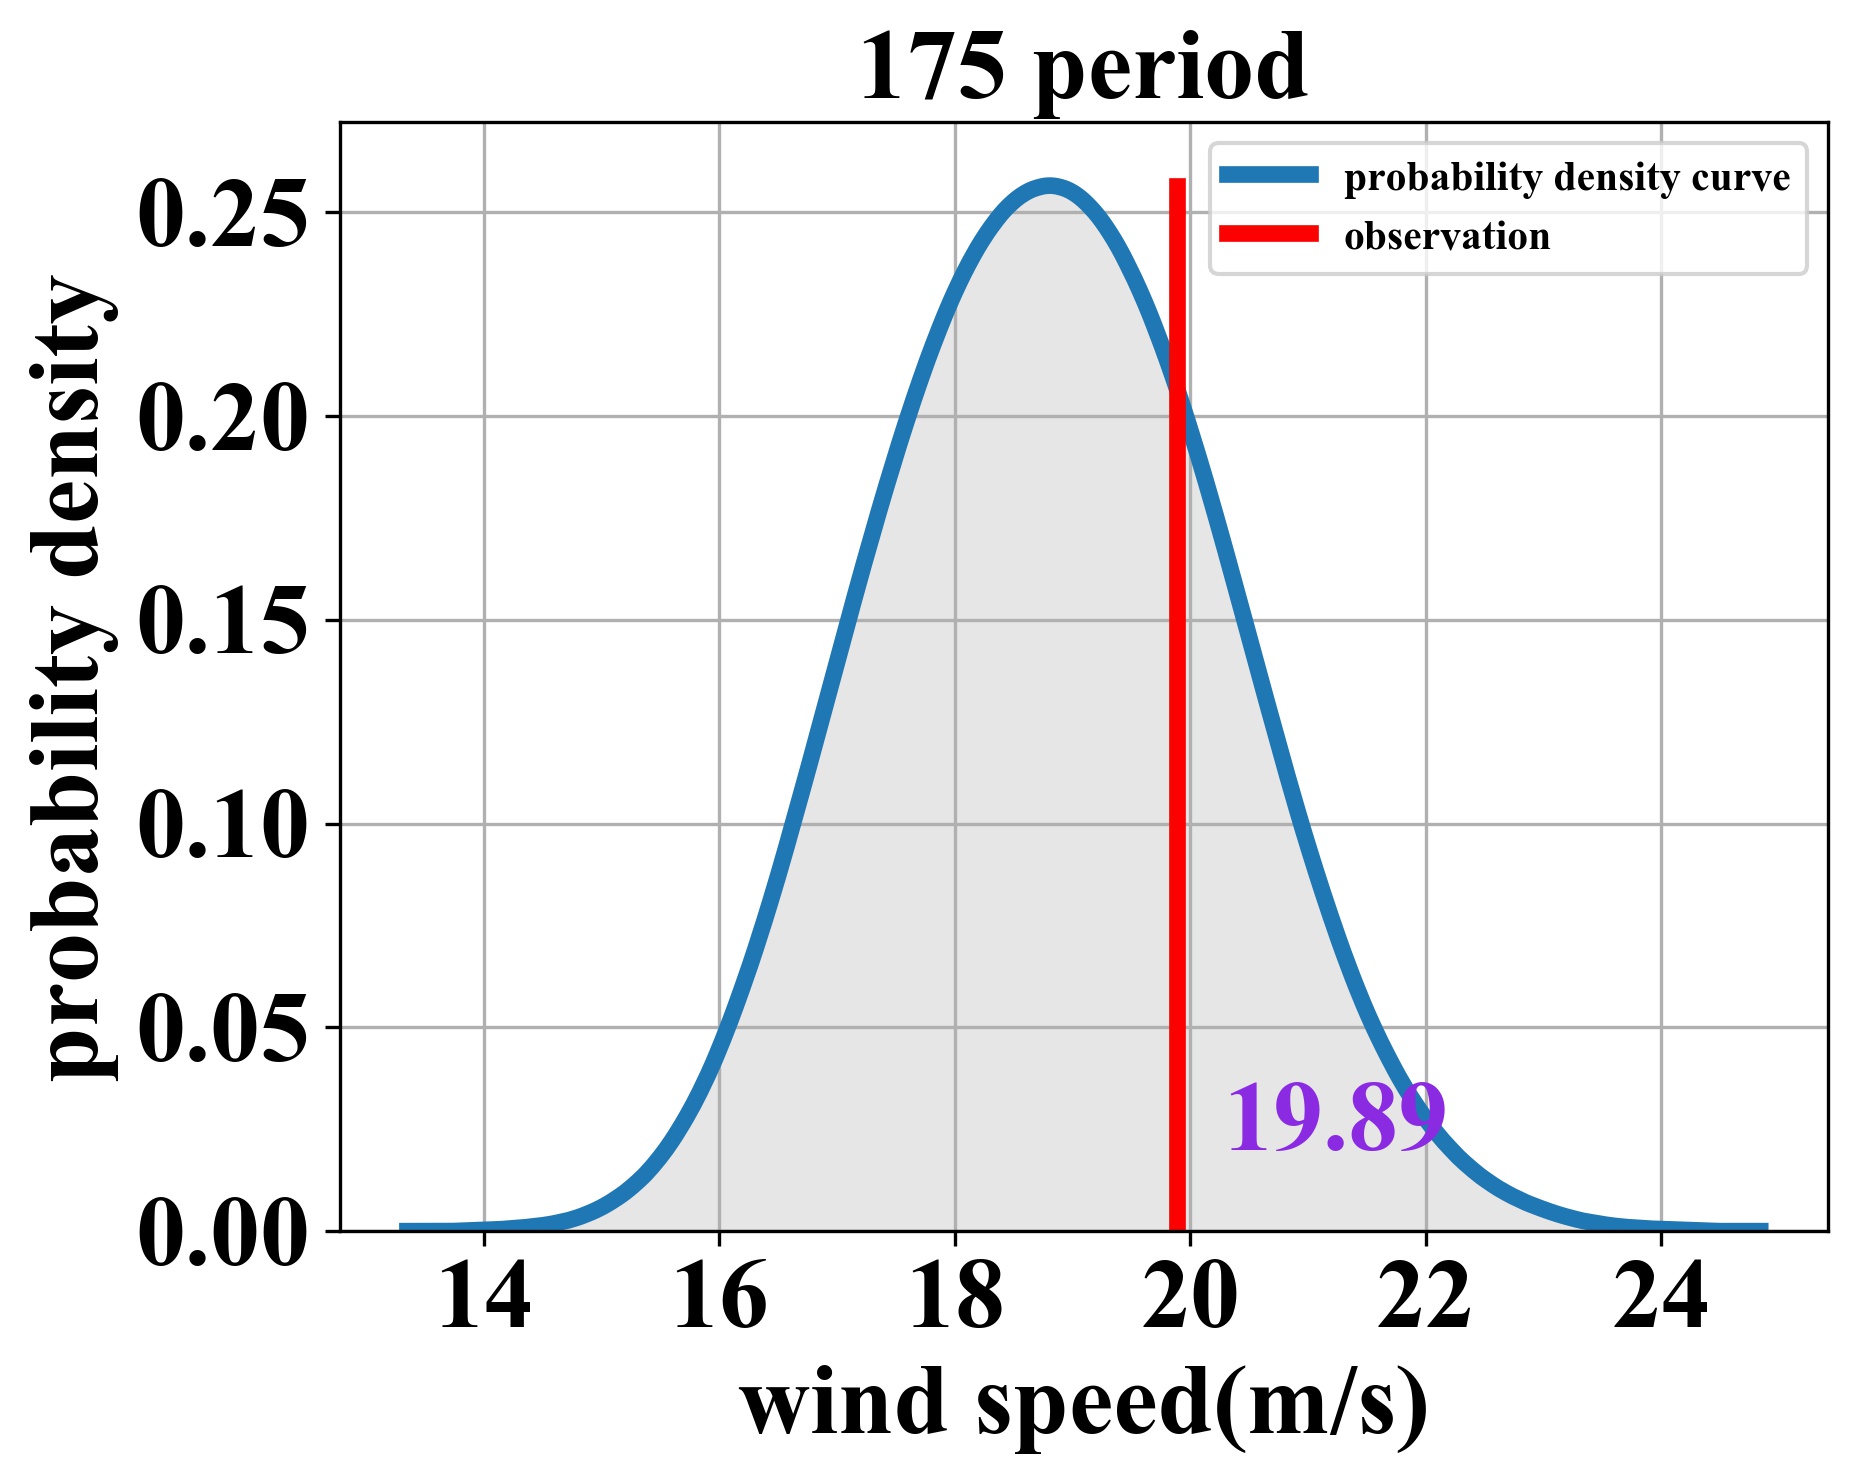 175 period
probability density curve
observation
probability density
0.25
0.20
0.15
0.10
0.05
0.00
19.89
14 16 18 20 22 24
wind speed(m/s)